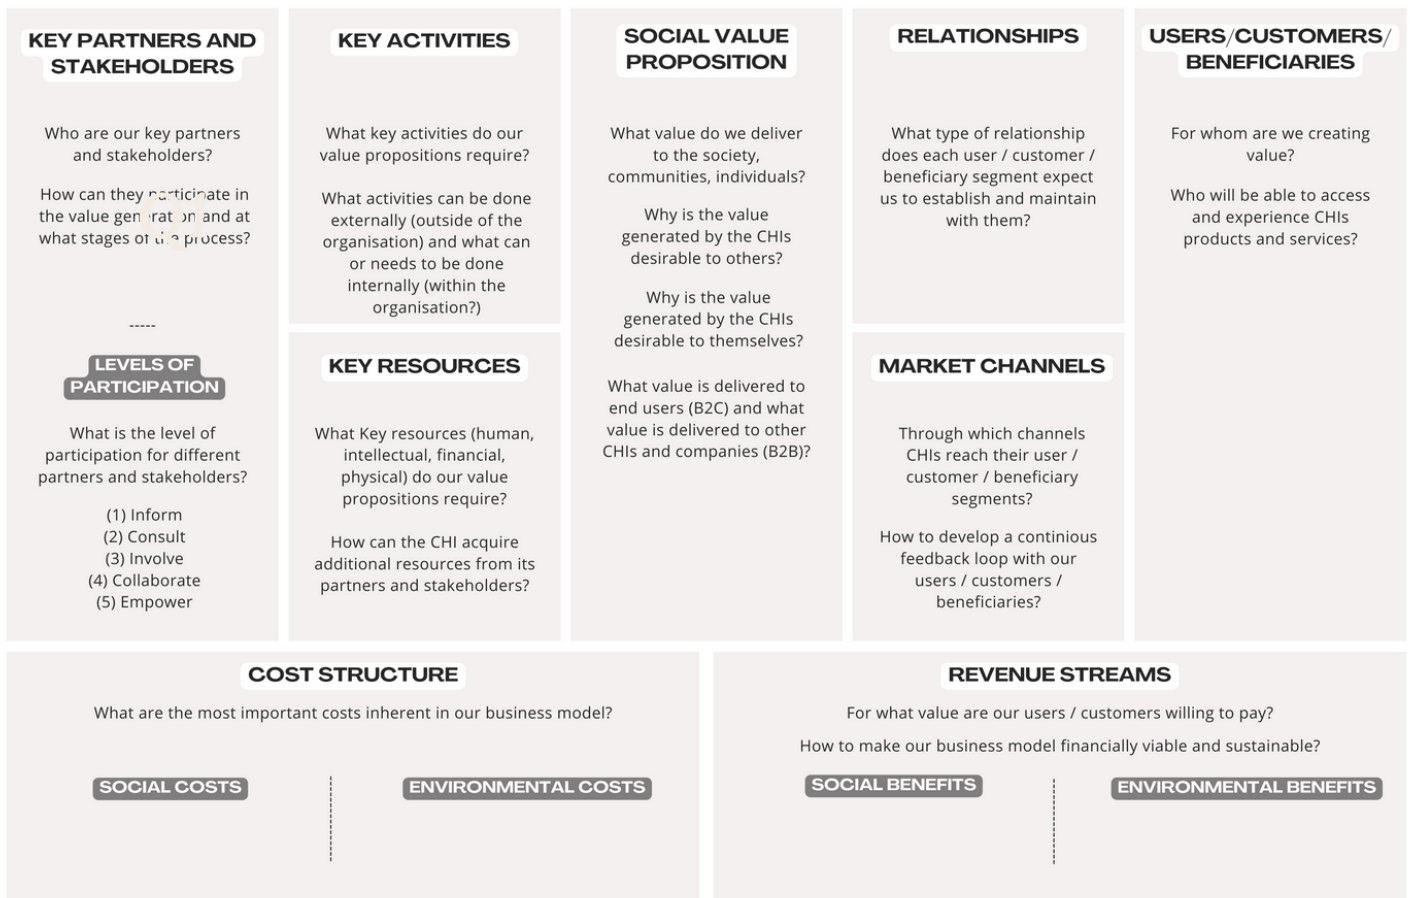 KEY PARTNERS AND
STAKEHOLDERS
Who are our key partners
and stakeholders?
How can they participate in
the value generation and at
what stages of the process?
-----
LEVELS OF
PARTICIPATION
What is the level of
participation for different
partners and stakeholders?
(1) Inform
(2) Consult
(3) Involve
(4) Collaborate
(5) Empower
KEY ACTIVITIES
What key activities do our
value propositions require?
What activities can be done
externally (outside of the
organisation) and what can
or needs to be done
internally (within the
organisation?)
KEY RESOURCES
What Key resources (human,
intellectual, financial,
physical) do our value
propositions require?
How can the CHI acquire
additional resources from its
partners and stakeholders?
SOCIAL VALUE
PROPOSITION
What value do we deliver
to the society,
communities, individuals?
Why is the value
generated by the CHIs
desirable to others?
Why is the value
generated by the CHIs
desirable to themselves?
What value is delivered to
end users (B2C) and what
value is delivered to other
CHIs and companies (B2B)?
RELATIONSHIPS
What type of relationship
does each user / customer /
beneficiary segment expect
us to establish and maintain
with them?
MARKET CHANNELS
Through which channels
CHIs reach their user /
customer / beneficiary
segments?
How to develop a continious
feedback loop with our
users / customers /
beneficiaries?
USERS/CUSTOMERS/
BENEFICIARIES
For whom are we creating
value?
Who will be able to access
and experience CHIs
products and services?
COST STRUCTURE
What are the most important costs inherent in our business model?
SOCIAL COSTS
ENVIRONMENTAL COSTS
REVENUE STREAMS
For what value are our users / customers willing to pay?
How to make our business model financially viable and sustainable?
SOCIAL BENEFITS
ENVIRONMENTAL BENEFITS